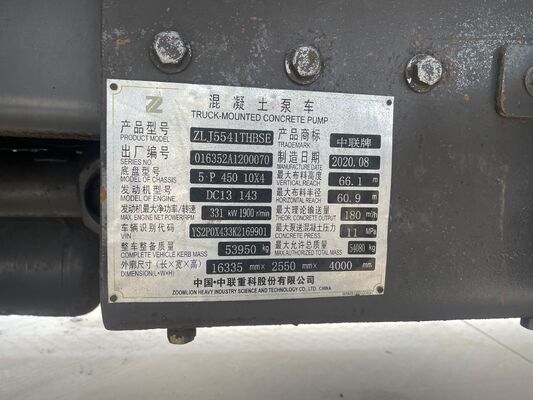 混凝土泵车
TRUCK-MOUNTED CONCRETE PUMP
产品型号 ZLJ5541THBSE 产品商标 中联牌
PRODUCT MODEL TRADEMARK
出厂编号 016352A1200070 制造日期 2020.08
SERIES NO. MANUFACTURED DATE
底盘型号 5 P 450 10X4 最大布料高度 66.1 m
MODEL OF CHASSIS VERTICAL REACH
发动机型号 DC13 143 最大布料半径 60.9 m
MODEL OF ENGINE HORIZONTAL REACH
发动机最大净功率/转速 331 kW 1900 r/min 最大理论输送量 180 m³/h
MAX. ENGINE NET POWER/RPM THEOR. CONCRETE OUTPUT
车辆识别代号 YS2P0X433K2169901 最大泵送混凝土压力 11 MPa
VIN MAX. CONCRETE PRESSURE
整车整备质量 53950 kg 最大允许总质量 54080 kg
COMPLETE VEHICLE KERB MASS MAX. AUTHORIZED TOTAL MASS
外廓尺寸(长×宽×高) 16335 mm× 2550 mm× 4000 mm
DIMENSION(L×W×H)
中国·中联重科股份有限公司
ZOOMLION HEAVY INDUSTRY SCIENCE AND TECHNOLOGY CO., LTD. CHINA